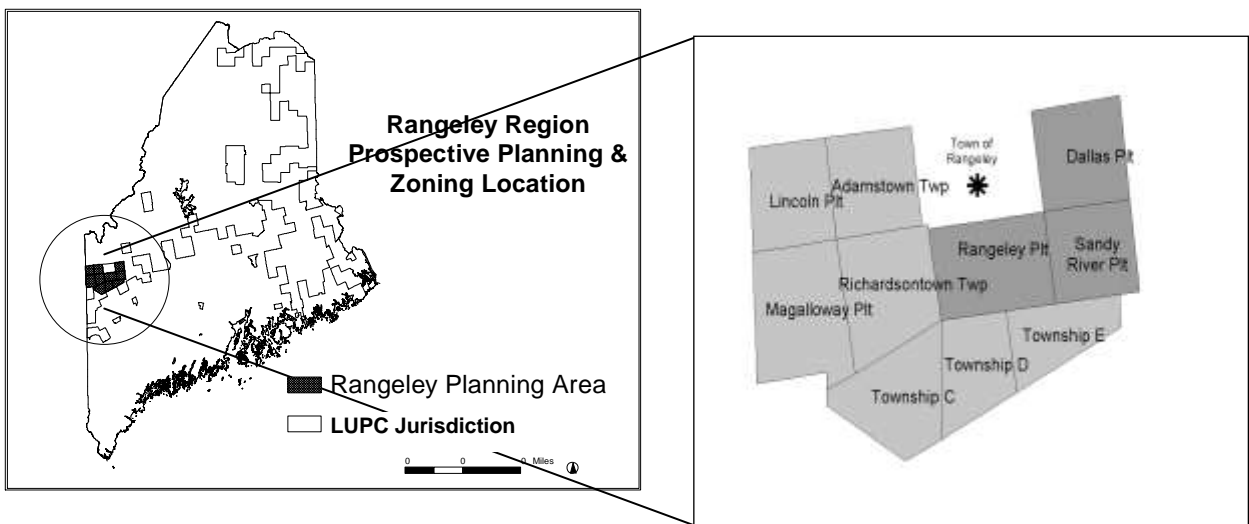 Rangeley Region
Prospective Planning &
Zoning Location
Rangeley Planning Area
LUPC Jurisdiction
0 0 0 Miles
Town of
Rangeley
Dallas Plt
Adamstown Twp
Lincoln Plt
Rangeley Plt
Sandy
River Plt
Richardsontown Twp
Magalloway Plt
Township E
Township D
Township C